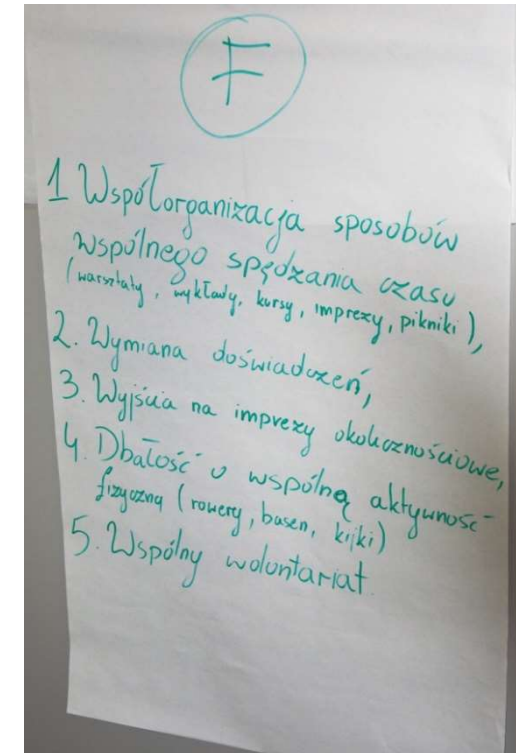 F
1 Współorganizacja sposobów
wspólnego spędzania czasu
(warsztaty, wykłady, kursy, imprezy, pikniki),
2. Wymiana doświadczeń,
3. Wyjścia na imprezy okolicznościowe,
4. Dbałość o wspólną aktywność
fizyczną (rowery, basen, kijki)
5. Wspólny wolontariat.